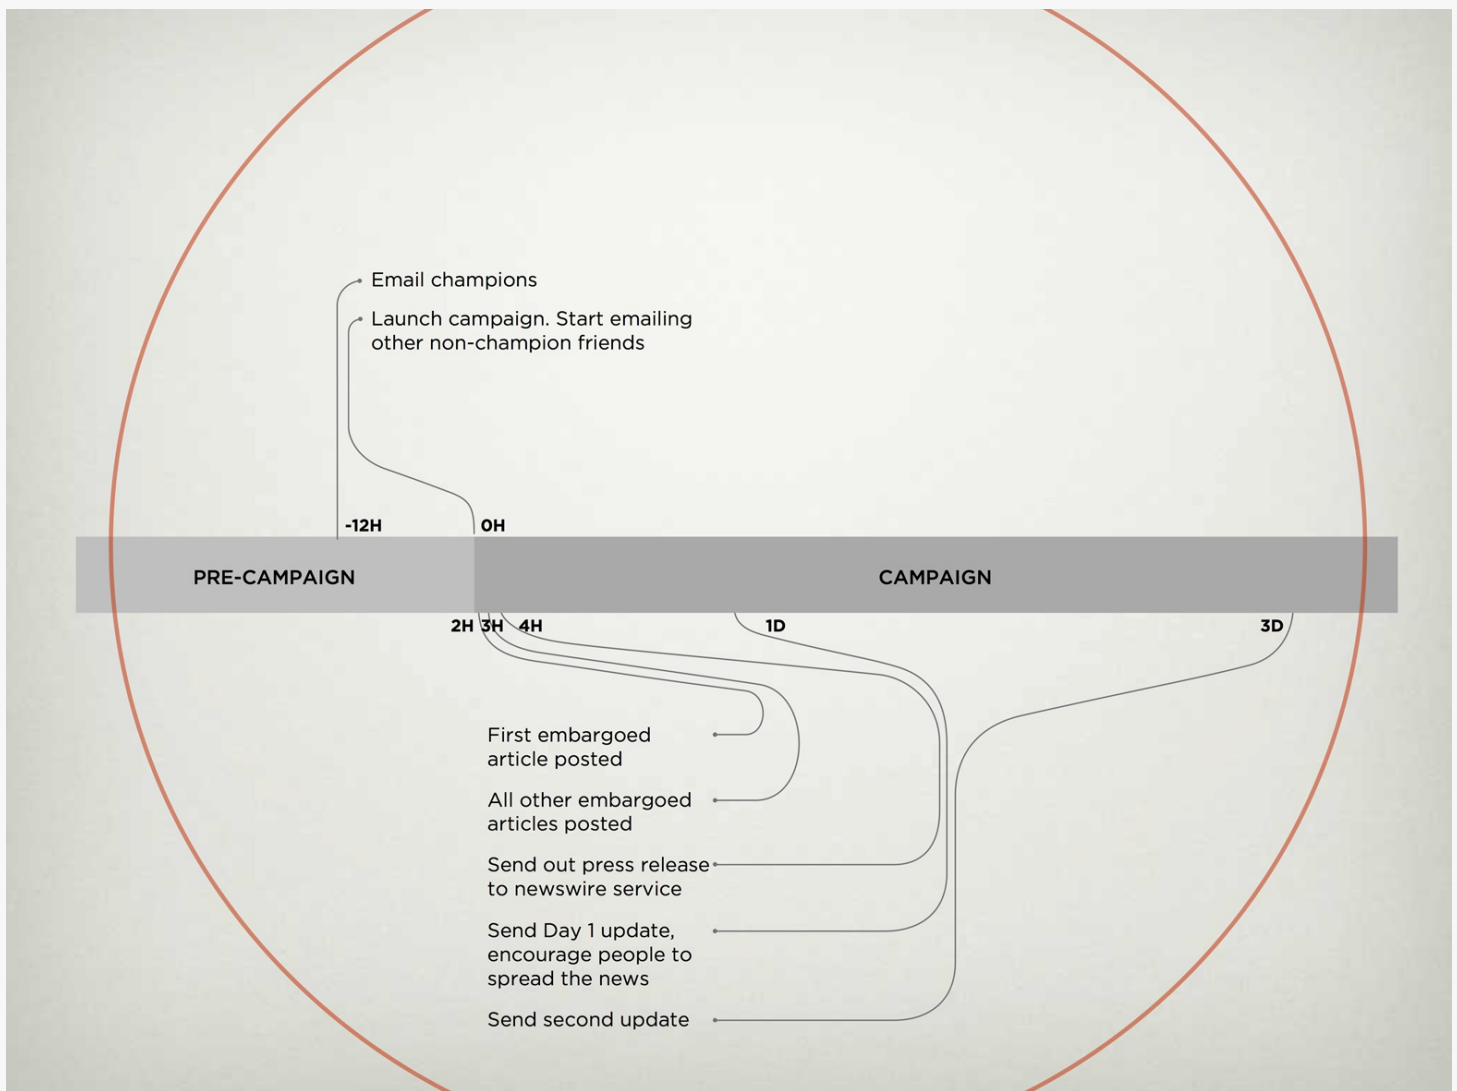 Email champions
Launch campaign. Start emailing
other non-champion friends
-12H
0H
PRE-CAMPAIGN
CAMPAIGN
2H
3H
4H
1D
3D
First embargoed
article posted
All other embargoed
articles posted
Send out press release
to newswire service
Send Day 1 update,
encourage people to
spread the news
Send second update